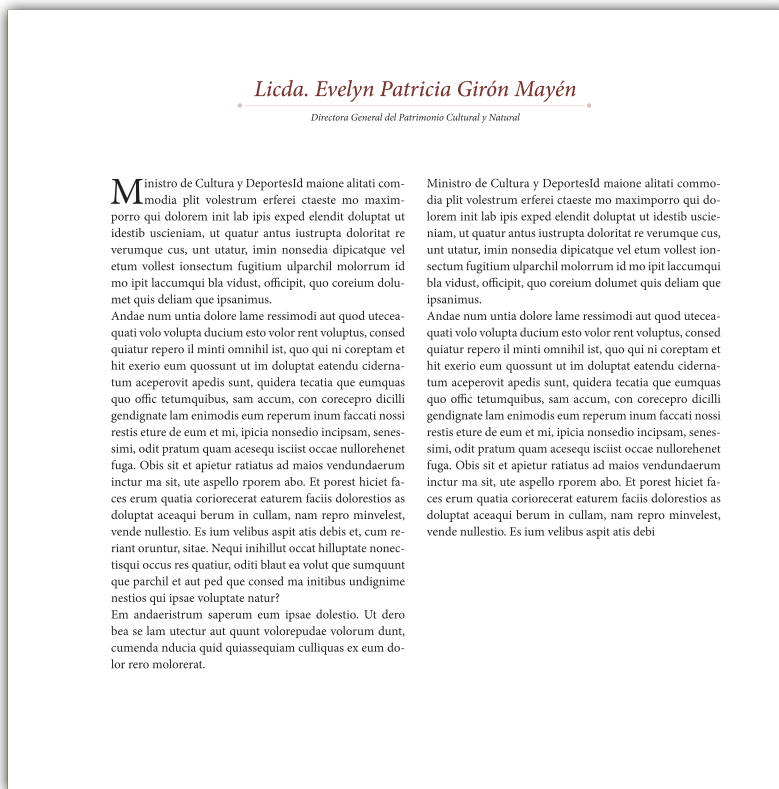 Licda. Evelyn Patricia Girón Mayén
Directora General del Patrimonio Cultural y Natural
Ministro de Cultura y DeportesId maione alitati com-
modia plit volestrum erferei ctaeste mo maxim-
porro qui dolorem init lab ipis exped elendit doluptat ut
idestib uscieniam, ut quatur antus iustrupta doloritat re
verumque cus, unt utatur, imin nonsedia dipicatque vel
etum vollest ionsectum fugitium ulparchil molorrum id
mo ipit laccumqui bla vidust, officipit, quo coreium dolu-
met quis deliam que ipsanimus.
Andae num untia dolore lame ressimodi aut quod utecea-
quati volo volupta ducium esto volor rent voluptus, consed
quiatur repero il minti omnihil ist, quo qui ni coreptam et
hit exerio eum quossunt ut im doluptat eatendu ciderna-
tum aceperovit apedis sunt, quidera tecatia que eumquas
quo offic tetumquibus, sam accum, con corecepro dicilli
gendignate lam enimodis eum reperum inum faccati nossi
restis eture de eum et mi, ipicia nonsedio incipsam, senes-
simi, odit pratum quam acesequ isciist occae nullorehenet
fuga. Obis sit et apietur ratiatus ad maios vendundaerum
inctur ma sit, ute aspello rporem abo. Et porest hiciet fa-
ces erum quatia coriorecerat eaturem faciis dolorestios as
doluptat aceaqui berum in cullam, nam repro minvelest,
vende nullestio. Es ium velibus aspit atis debis et, cum re-
riant oruntur, sitae. Nequi inihillut occat hilluptate nonec-
tisqui occus res quatiur, oditi blaut ea volut que sumquunt
que parchil et aut ped que consed ma initibus undignime
nestios qui ipsae voluptate natur?
Em andaeristrum saperum eum ipsae dolestio. Ut dero
bea se lam utectur aut quunt volorepudae volorum dunt,
cumenda nducia quid quiassequiam culliquas ex eum do-
lor rero molorerat.
Ministro de Cultura y DeportesId maione alitati commo-
dia plit volestrum erferei ctaeste mo maximporro qui do-
lorem init lab ipis exped elendit doluptat ut idestib uscie-
niam, ut quatur antus iustrupta doloritat re verumque cus,
unt utatur, imin nonsedia dipicatque vel etum vollest ion-
sectum fugitium ulparchil molorrum id mo ipit laccumqui
bla vidust, officipit, quo coreium dolumet quis deliam que
ipsanimus.
Andae num untia dolore lame ressimodi aut quod utecea-
quati volo volupta ducium esto volor rent voluptus, consed
quiatur repero il minti omnihil ist, quo qui ni coreptam et
hit exerio eum quossunt ut im doluptat eatendu ciderna-
tum aceperovit apedis sunt, quidera tecatia que eumquas
quo offic tetumquibus, sam accum, con corecepro dicilli
gendignate lam enimodis eum reperum inum faccati nossi
restis eture de eum et mi, ipicia nonsedio incipsam, senes-
simi, odit pratum quam acesequ isciist occae nullorehenet
fuga. Obis sit et apietur ratiatus ad maios vendundaerum
inctur ma sit, ute aspello rporem abo. Et porest hiciet fa-
ces erum quatia coriorecerat eaturem faciis dolorestios as
doluptat aceaqui berum in cullam, nam repro minvelest,
vende nullestio. Es ium velibus aspit atis debi